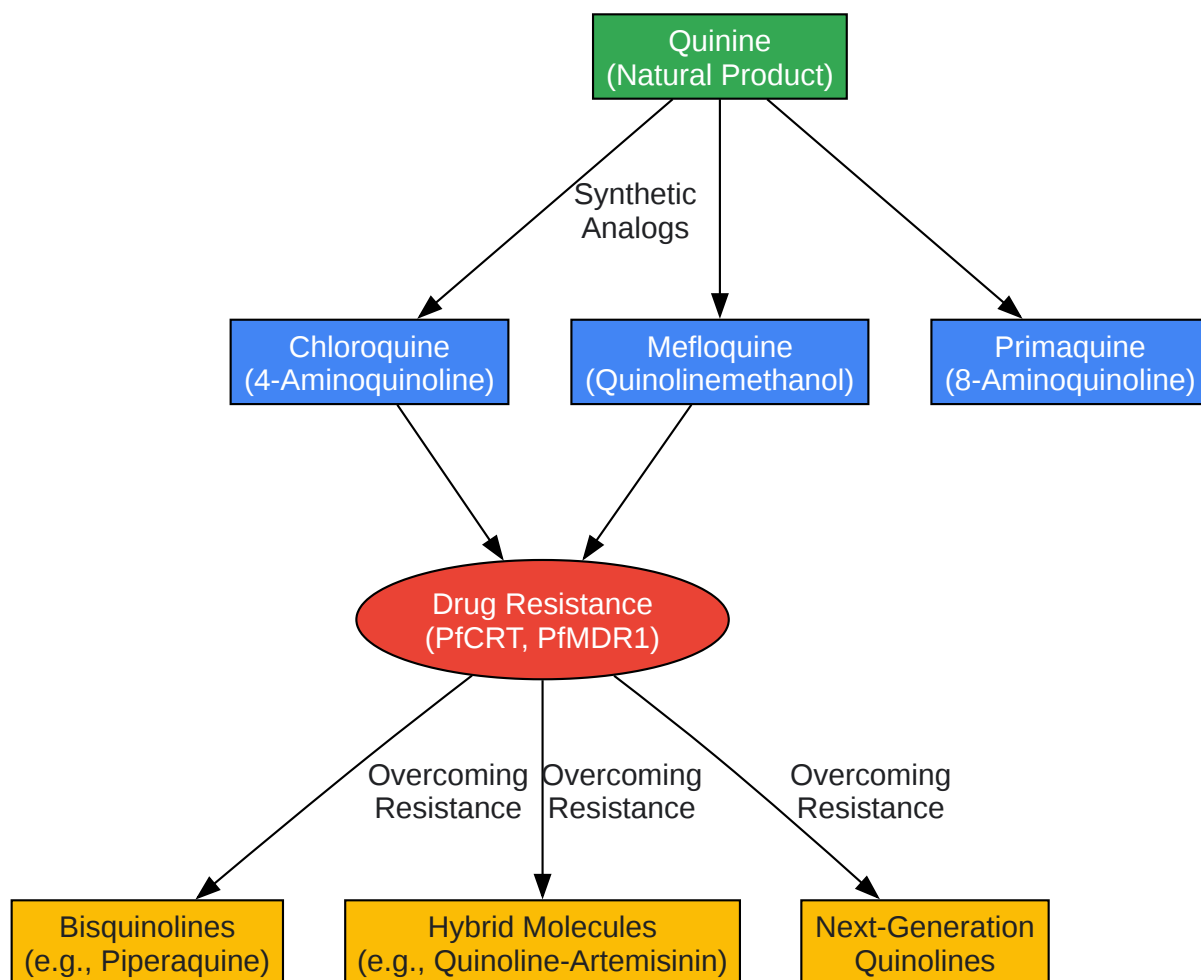 Quinine
(Natural Product)
Synthetic
Analogs
Chloroquine
(4-Aminoquinoline)
Mefloquine
(Quinolinemethanol)
Primaquine
(8-Aminoquinoline)
Drug Resistance
(PfCRT, PfMDR1)
Overcoming
Resistance
Overcoming
Resistance
Overcoming
Resistance
Bisquinolines
(e.g., Piperaquine)
Hybrid Molecules
(e.g., Quinoline-Artemisinin)
Next-Generation
Quinolines